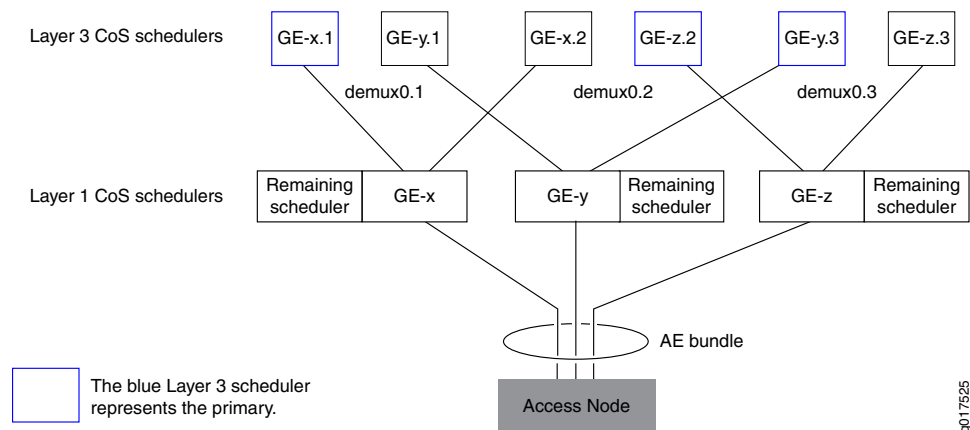 Layer 3 CoS schedulers
GE-x.1
GE-y.1
GE-x.2
GE-z.2
GE-y.3
GE-z.3
demux0.1
demux0.2
demux0.3
Layer 1 CoS schedulers
Remaining
scheduler
GE-x
GE-y
Remaining
scheduler
GE-z
Remaining
scheduler
AE bundle
The blue Layer 3 scheduler
represents the primary.
Access Node
g017525